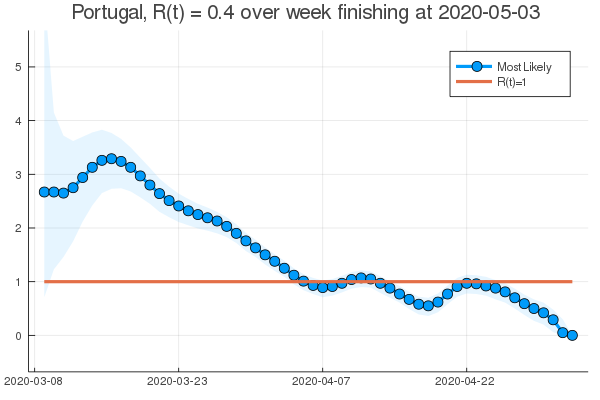 Portugal, R(t) = 0.4 over week finishing at 2020-05-03
Most Likely
R(t)=1
5
4
3
2
1
0
2020-03-08 2020-03-23 2020-04-07 2020-04-22